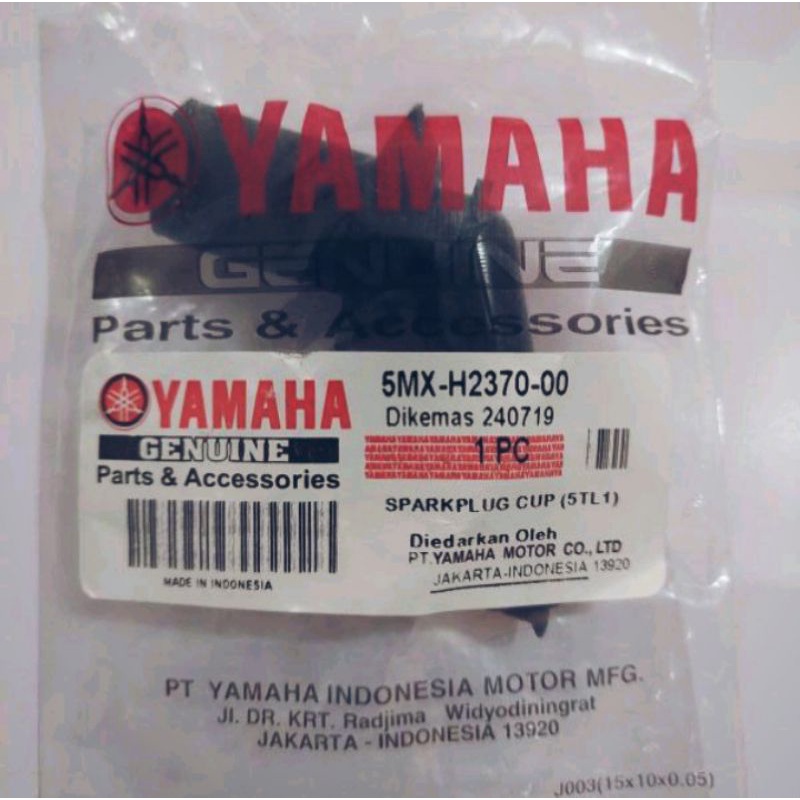 YAMAHA
GENUINE
Parts & Accessories
YAMAHA
GENUINE
Parts & Accessories
MADE IN INDONESIA
5MX-H2370-00
Dikemas 240719
1 PC
SPARKPLUG CUP (5TL1)
Diedarkan Oleh
PT.YAMAHA MOTOR CO., LTD
JAKARTA-INDONESIA 13920
PT YAMAHA INDONESIA MOTOR MFG.
Jl. DR. KRT. Radjima Widyodiningrat
JAKARTA - INDONESIA 13920
J003(15x10x0.05)